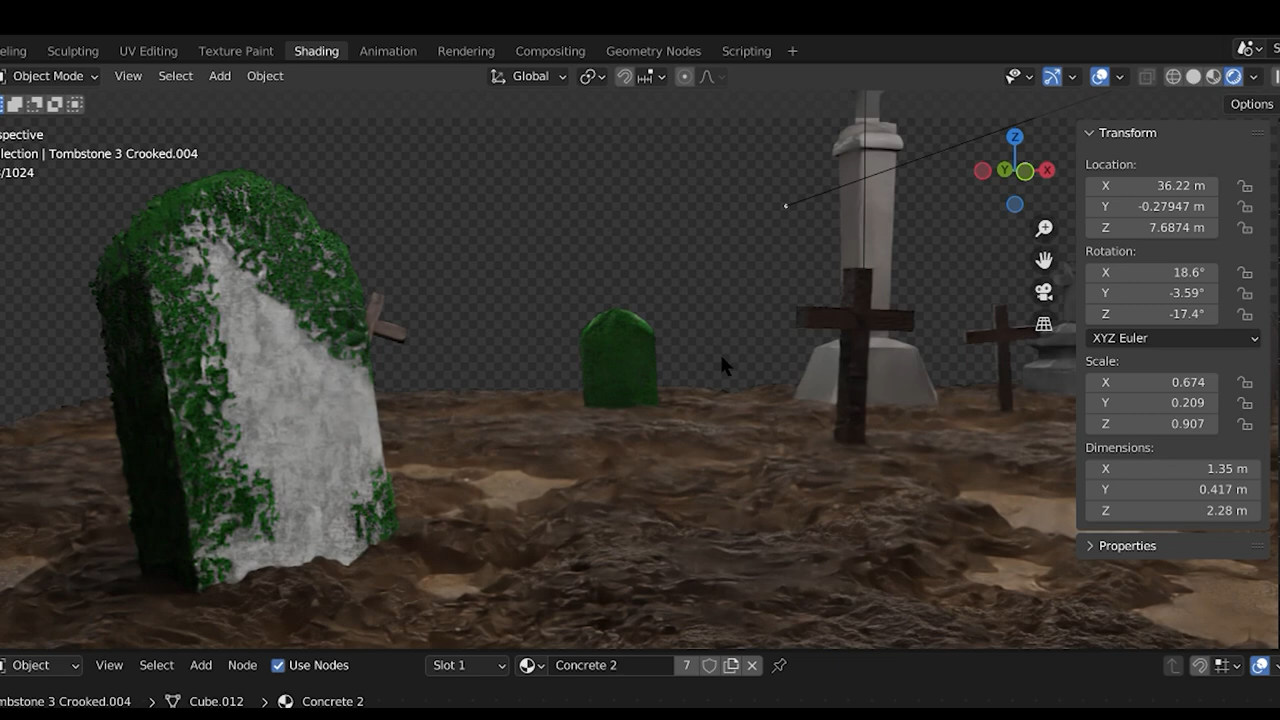 eling Sculpting UV Editing Texture Paint Shading Animation Rendering Compositing Geometry Nodes Scripting + S
Object Mode View Select Add Object Global
Options
spective
lection | Tombstone 3 Crooked.004
/1024
Z
Y X
Transform
Location:
X 36.22 m
Y -0.27947 m
Z 7.6874 m
Rotation:
X 18.6°
Y -3.59°
Z -17.4°
XYZ Euler
Scale:
X 0.674
Y 0.209
Z 0.907
Dimensions:
X 1.35 m
Y 0.417 m
Z 2.28 m
Properties
Object View Select Add Node Use Nodes Slot 1 Concrete 2 7
mbstone 3 Crooked.004 > Cube.012 > Concrete 2